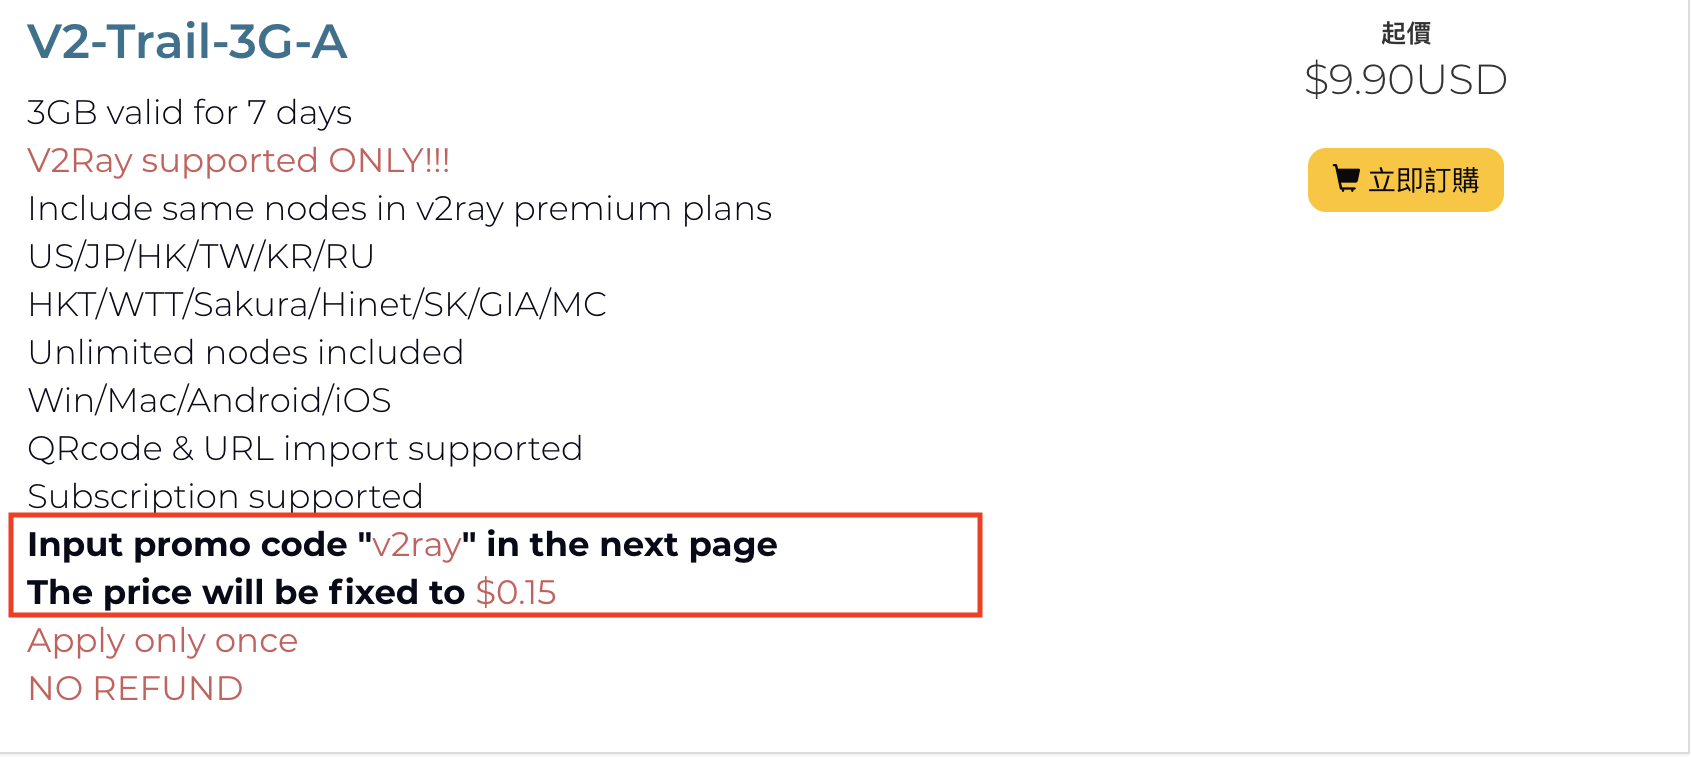 V2-Trail-3G-A
3GB valid for 7 days
V2Ray supported ONLY!!!
Include same nodes in v2ray premium plans
US/JP/HK/TW/KR/RU
HKT/WTT/Sakura/Hinet/SK/GIA/MC
Unlimited nodes included
Win/Mac/Android/iOS
QRcode & URL import supported
Subscription supported
Input promo code "v2ray" in the next page
The price will be fixed to $0.15
Apply only once
NO REFUND
起價
$9.90USD
立即訂購